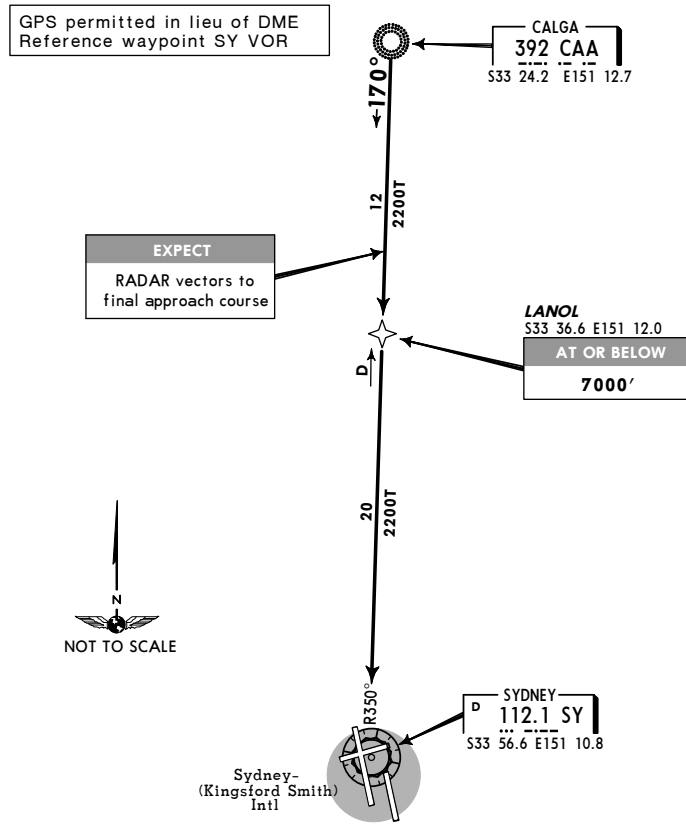 GPS permitted in lieu of DME
Reference waypoint SY VOR
CALGA
392 CAA
S33 24.2 E151 12.7
170°
12
2200T
EXPECT
RADAR vectors to
final approach course
LANOL
S33 36.6 E151 12.0
AT OR BELOW
7000′
D
20
2200T
N
NOT TO SCALE
R350°
SYDNEY
D 112.1 SY
S33 56.6 E151 10.8
Sydney-
(Kingsford Smith)
Intl